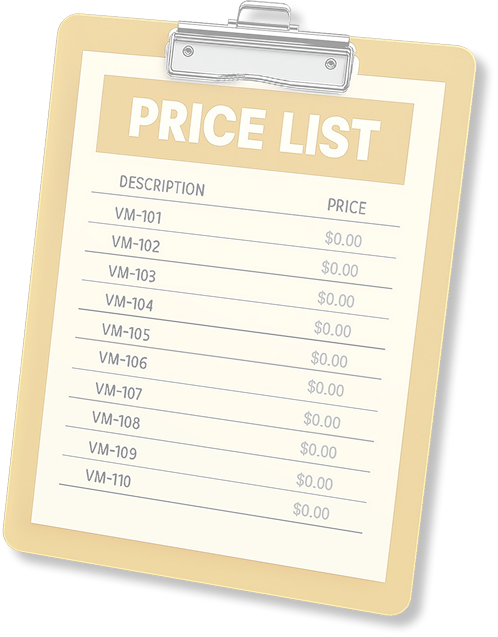 PRICE LIST
DESCRIPTION PRICE
VM-101 $0.00
VM-102 $0.00
VM-103 $0.00
VM-104 $0.00
VM-105 $0.00
VM-106 $0.00
VM-107 $0.00
VM-108 $0.00
VM-109 $0.00
VM-110 $0.00